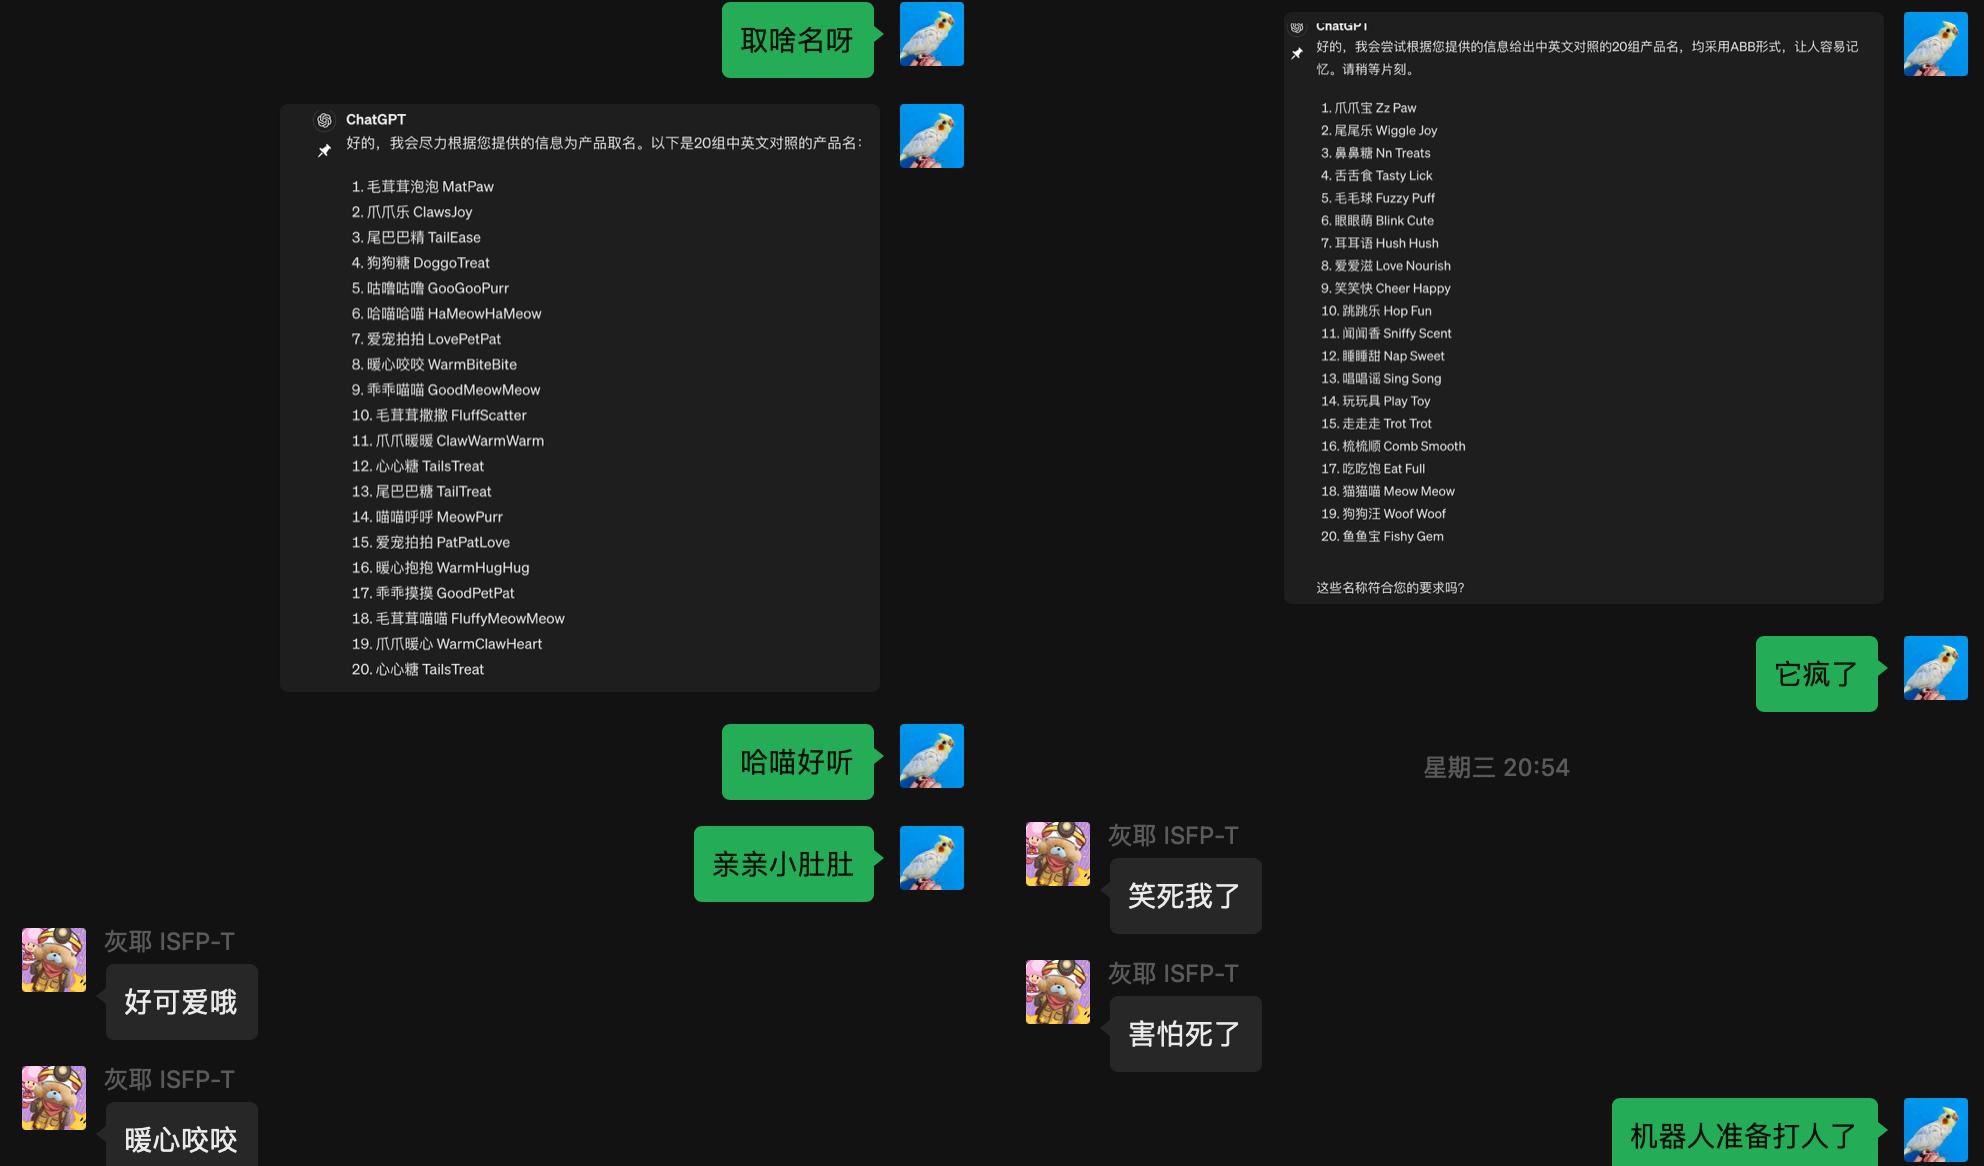 取啥名呀
ChatGPT
好的，我会尽力根据您提供的信息为产品取名。以下是20组中英文对照的产品名：
1. 毛茸茸泡泡 MatPaw
2. 爪爪乐 ClawsJoy
3. 尾巴巴精 TailEase
4. 狗狗糖 DoggoTreat
5. 咕噜咕噜 GooGooPurr
6. 哈喵哈喵 HaMeowHaMeow
7. 爱宠拍拍 LovePetPat
8. 暖心咬咬 WarmBiteBite
9. 乖乖喵喵 GoodMeowMeow
10. 毛茸茸撒撒 FluffScatter
11. 爪爪暖暖 ClawWarmWarm
12. 心心糖 TailsTreat
13. 尾巴巴糖 TailTreat
14. 喵喵呼呼 MeowPurr
15. 爱宠拍拍 PatPatLove
16. 暖心抱抱 WarmHugHug
17. 乖乖摸摸 GoodPetPat
18. 毛茸茸喵喵 FluffyMeowMeow
19. 爪爪暖心 WarmClawHeart
20. 心心糖 TailsTreat
哈喵好听
亲亲小肚肚
灰耶 ISFP-T
好可爱哦
灰耶 ISFP-T
暖心咬咬
ChatGPT
好的，我会尝试根据您提供的信息给出中英文对照的20组产品名，均采用ABB形式，让人容易记
忆。请稍等片刻。
1. 爪爪宝 Zz Paw
2. 尾尾乐 Wiggle Joy
3. 鼻鼻糖 Nn Treats
4. 舌舌食 Tasty Lick
5. 毛毛球 Fuzzy Puff
6. 眼眼萌 Blink Cute
7. 耳耳语 Hush Hush
8. 爱爱滋 Love Nourish
9. 笑笑快 Cheer Happy
10. 跳跳乐 Hop Fun
11. 闻闻香 Sniffy Scent
12. 睡睡甜 Nap Sweet
13. 唱唱谣 Sing Song
14. 玩玩具 Play Toy
15. 走走走 Trot Trot
16. 梳梳顺 Comb Smooth
17. 吃吃饱 Eat Full
18. 猫猫喵 Meow Meow
19. 狗狗汪 Woof Woof
20. 鱼鱼宝 Fishy Gem
这些名称符合您的要求吗?
它疯了
星期三 20:54
灰耶 ISFP-T
笑死我了
灰耶 ISFP-T
害怕死了
机器人准备打人了